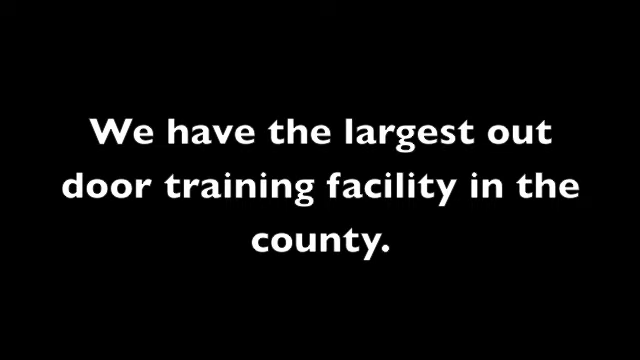 We have the largest out
door training facility in the
county.